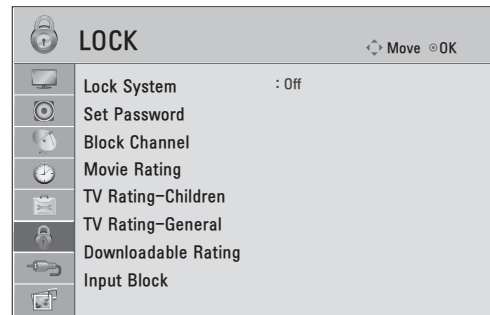 LOCK
Move ⊙ OK
Lock System : Off
Set Password
Block Channel
Movie Rating
TV Rating-Children
TV Rating-General
Downloadable Rating
Input Block